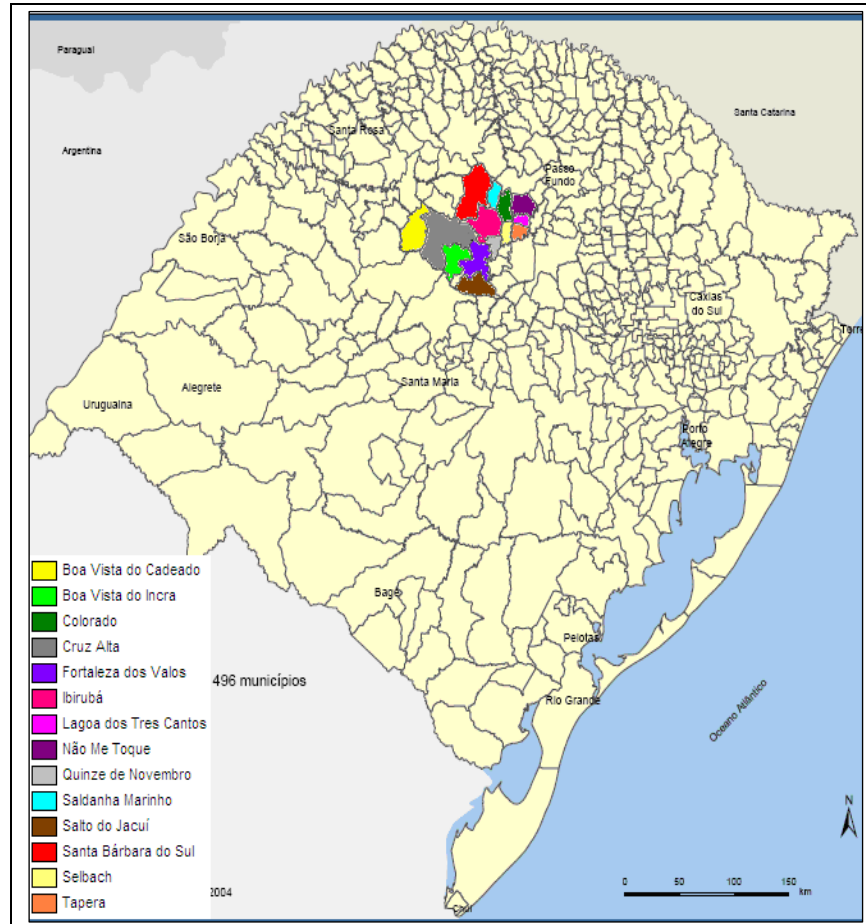 Paraguai
Santa Catarina
Santa Rosa
Argentina
Passo
Fundo
São Borja
Caxias
do Sul
Torre
Santa Maria
Alegrete
Uruguaina
Porto
Alegre
Boa Vista do Cadeado
Boa Vista do Incra
Bagé
Colorado
Pelotas
Cruz Alta
Fortaleza dos Valos
496 municípios
Ibirubá
Rio Grande
Oceano Atlântico
Lagoa dos Tres Cantos
Não Me Toque
Quinze de Novembro
Saldanha Marinho
N
Salto do Jacuí
Santa Bárbara do Sul
Selbach
2004
0 50 100 150
km
Tapera
Chuí